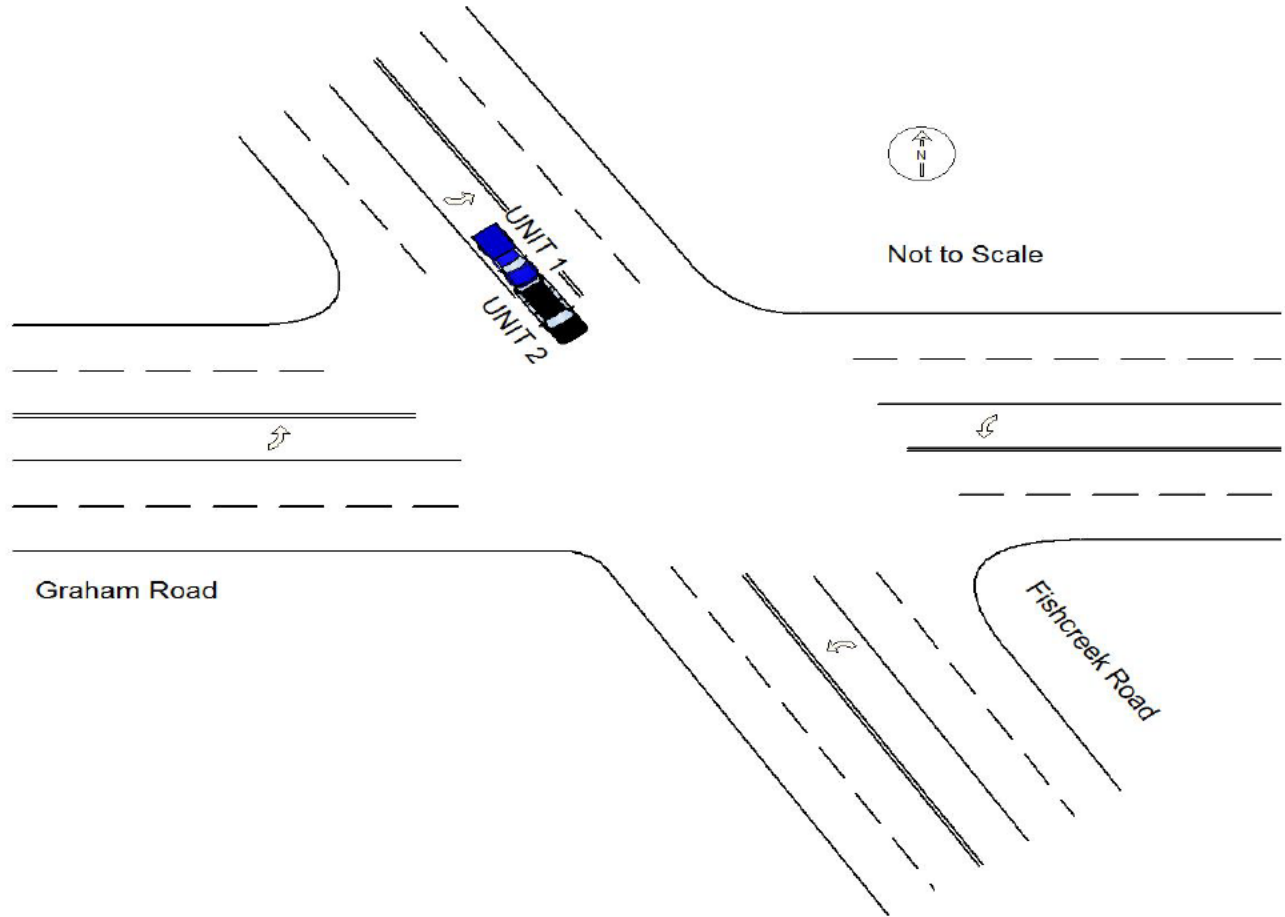 N
Not to Scale
UNIT 1
UNIT 2
Graham Road
Fishcreek Road